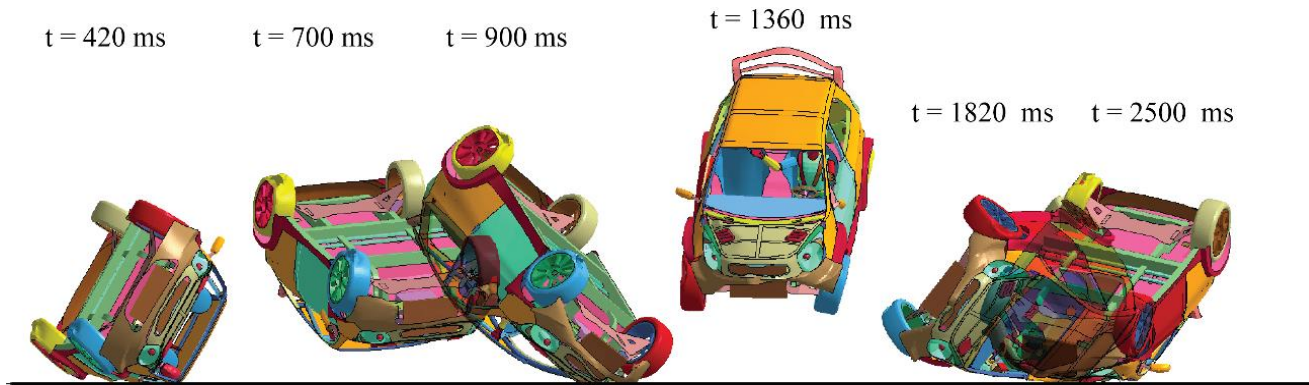 t = 420 ms
t = 700 ms
t = 900 ms
t = 1360 ms
t = 1820 ms
t = 2500 ms